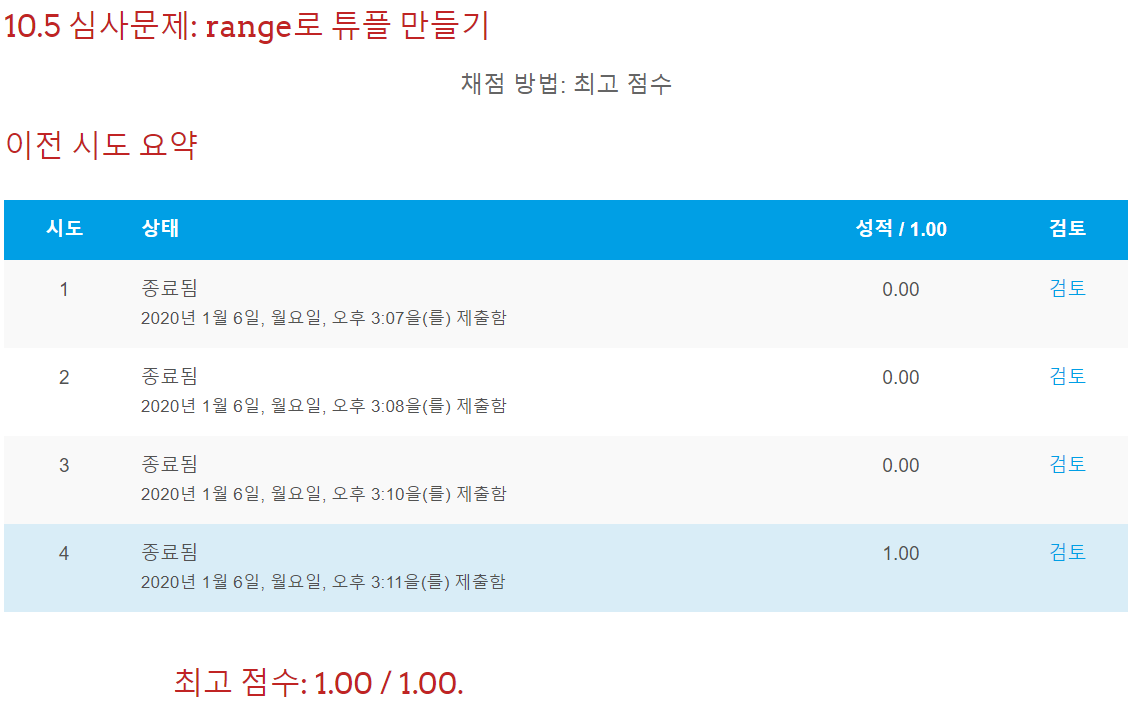 10.5 심사문제: range로 튜플 만들기
채점 방법: 최고 점수
이전 시도 요약
시도 상태 성적 / 1.00 검토
1 종료됨 0.00 검토
2020년 1월 6일, 월요일, 오후 3:07을(를) 제출함
2 종료됨 0.00 검토
2020년 1월 6일, 월요일, 오후 3:08을(를) 제출함
3 종료됨 0.00 검토
2020년 1월 6일, 월요일, 오후 3:10을(를) 제출함
4 종료됨 1.00 검토
2020년 1월 6일, 월요일, 오후 3:11을(를) 제출함
최고 점수: 1.00 / 1.00.